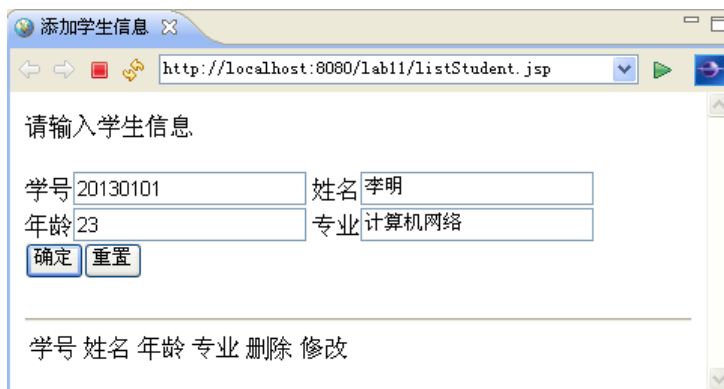 添加学生信息
http://localhost:8080/lab11/listStudent.jsp
请输入学生信息
学号 20130101 姓名 李明
年龄 23 专业 计算机网络
确定 重置
学号 姓名 年龄 专业 删除 修改